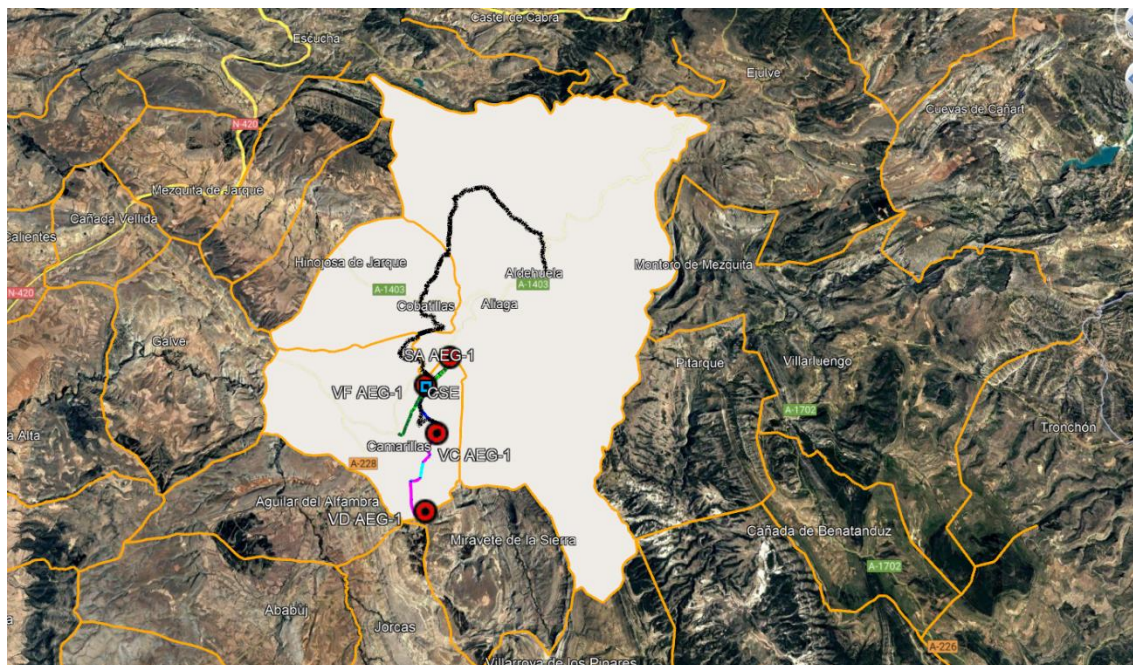 Castel de Cabra
Escucha
Ejulve
Cuevas de Cañart
N-420
Mezquita de Jarque
Cañada Vellida
Calientes
Hinojosa de Jarque
Aldehuela
Montoro de Mezquita
A-1403
A-1403
N-420
Cobatillas
Aliaga
Galve
SA AEG-1
Pitarque
Villarluengo
VF AEG-1
CSE
A-1702
Tronchón
a Alta
Camarillas
VC AEG-1
A-228
Aguilar del Alfambra
VD AEG-1
Miravete de la Sierra
Cañada de Benatanduz
A-1702
Ababuj
Jorcas
A-226
Villarroya de los Pinares